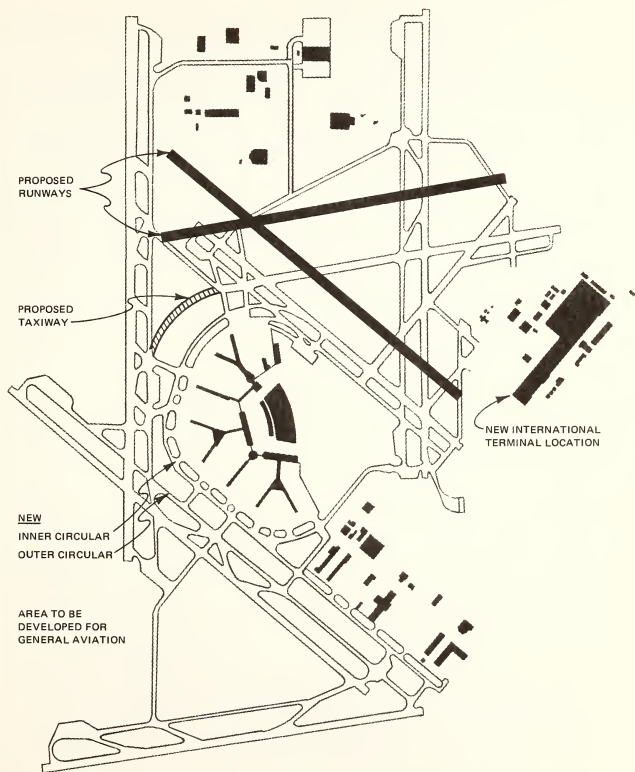 PROPOSED
RUNWAYS
PROPOSED
TAXIWAY
NEW INTERNATIONAL
TERMINAL LOCATION
NEW
INNER CIRCULAR
OUTER CIRCULAR
AREA TO BE
DEVELOPED FOR
GENERAL AVIATION